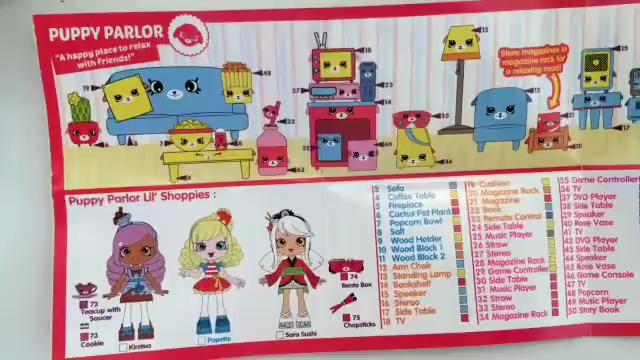 PUPPY PARLOR
"A happy place to relax
with friends!"
Store magazines in
magazine rack for
a relaxing mod!
Puppy Parlor Lil' Shoppies :
72
Teacup with
Saucer
73
Cookie
Kirstea
Popette
Sara Sushi
74
Bento Box
75
Chopsticks
3 Sofa
4 Coffee Table
5 Fireplace
6 Cactus Pot Plant
7 Popcorn Bowl
8 Salt
9 Wood Holder
10 Wood Block 1
11 Wood Block 2
12 Arm Chair
13 Standing Lamp
14 Bookshelf
15 Speaker
16 Stereo
17 Side Table
18 TV
19 Cushion
20 Magazine Rack
21 Magazine
22 Book
23 Remote Control
24 Side Table
25 Music Player
26 Straw
27 Stereo
28 Magazine Rack
29 Game Controller
30 Side Table
31 Music Player
32 Straw
33 Stereo
34 Magazine Rack
35 Game Controller
36 TV
37 DVD Player
38 Side Table
39 Speaker
40 Rose Vase
41 TV
42 DVD Player
43 Side Table
44 Speaker
45 Rose Vase
46 Game Console
47 TV
48 Popcorn
49 Music Player
50 Story Book